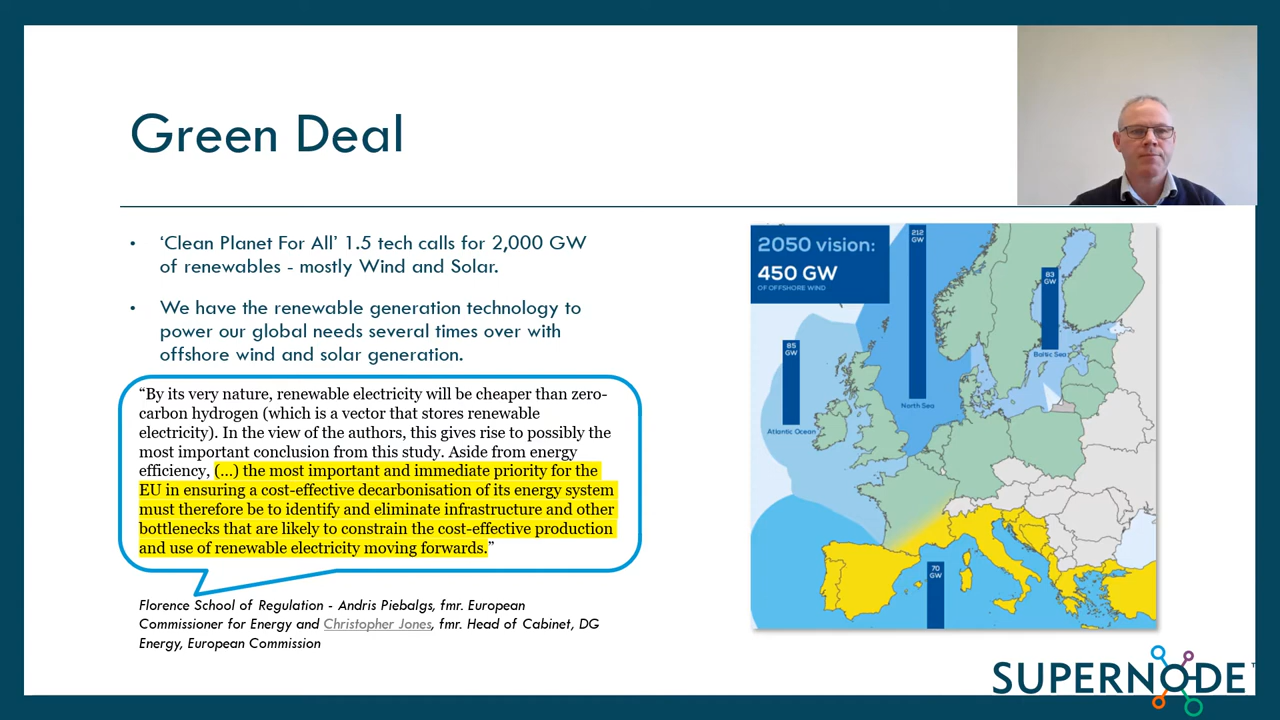 Green Deal
• ‘Clean Planet For All’ 1.5 tech calls for 2,000 GW
of renewables - mostly Wind and Solar.
• We have the renewable generation technology to
power our global needs several times over with
offshore wind and solar generation.
“By its very nature, renewable electricity will be cheaper than zero-
carbon hydrogen (which is a vector that stores renewable
electricity). In the view of the authors, this gives rise to possibly the
most important conclusion from this study. Aside from energy
efficiency, (…) the most important and immediate priority for the
EU in ensuring a cost-effective decarbonisation of its energy system
must therefore be to identify and eliminate infrastructure and other
bottlenecks that are likely to constrain the cost-effective production
and use of renewable electricity moving forwards.”
Florence School of Regulation - Andris Piebalgs, fmr. European
Commissioner for Energy and Christopher Jones, fmr. Head of Cabinet, DG
Energy, European Commission
2050 vision:
450 GW
OF OFFSHORE WIND
212
GW
North Sea
83
GW
Baltic Sea
85
GW
Atlantic Ocean
70
GW
SUPERNODE™